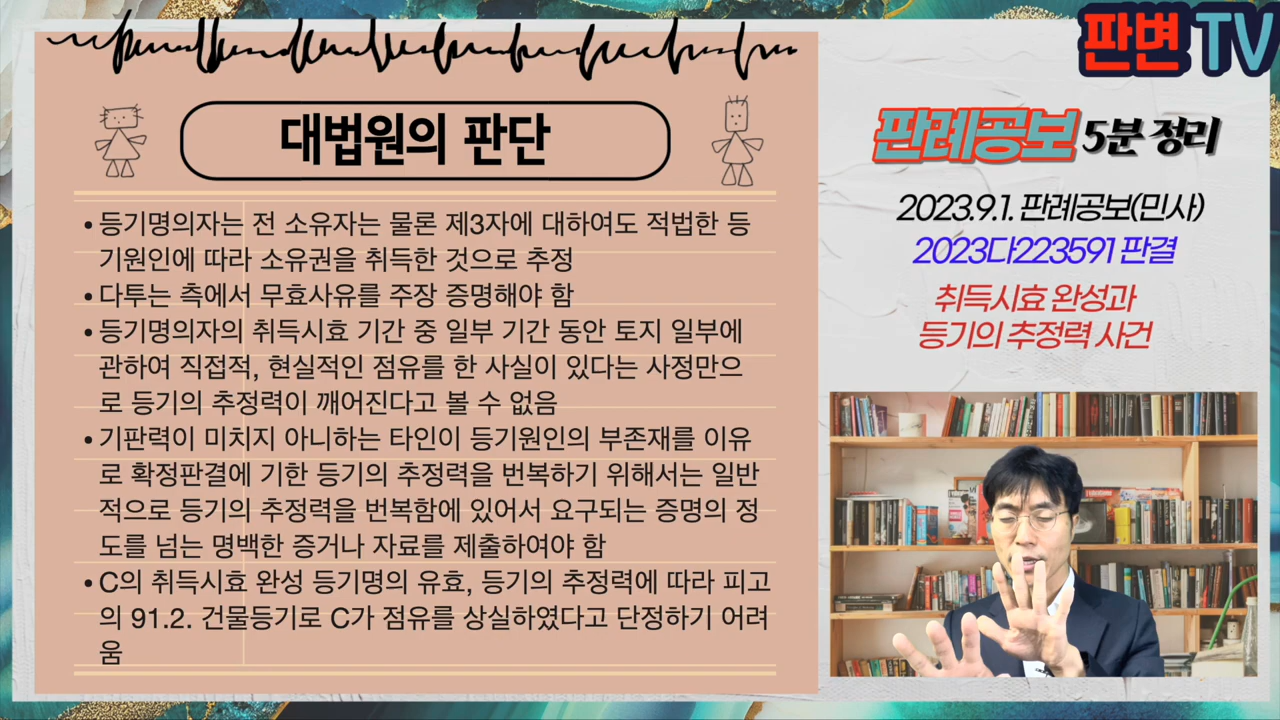 판변 TV
대법원의 판단
• 등기명의자는 전 소유자는 물론 제3자에 대하여도 적법한 등
기원인에 따라 소유권을 취득한 것으로 추정
• 다투는 측에서 무효사유를 주장 증명해야 함
• 등기명의자의 취득시효 기간 중 일부 기간 동안 토지 일부에
관하여 직접적, 현실적인 점유를 한 사실이 있다는 사정만으
로 등기의 추정력이 깨어진다고 볼 수 없음
• 기판력이 미치지 아니하는 타인이 등기원인의 부존재를 이유
로 확정판결에 기한 등기의 추정력을 번복하기 위해서는 일반
적으로 등기의 추정력을 번복함에 있어서 요구되는 증명의 정
도를 넘는 명백한 증거나 자료를 제출하여야 함
• C의 취득시효 완성 등기명의 유효, 등기의 추정력에 따라 피고
의 91.2. 건물등기로 C가 점유를 상실하였다고 단정하기 어려
움
판례공보 5분 정리
2023.9.1. 판례공보(민사)
2023다223591 판결
취득시효 완성과
등기의 추정력 사건